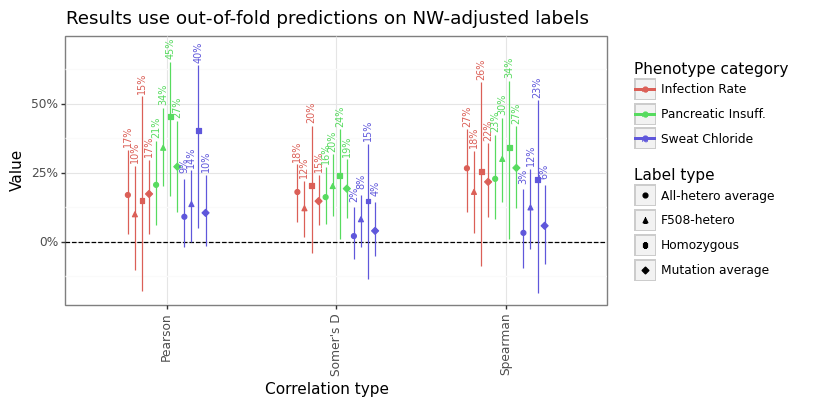 Results use out-of-fold predictions on NW-adjusted labels
Value
50%
25%
0%
17%
10%
15%
17%
21%
34%
45%
27%
9%
14%
40%
10%
18%
12%
20%
15%
16%
20%
24%
19%
2%
8%
15%
4%
27%
18%
26%
22%
23%
30%
34%
27%
3%
12%
23%
6%
Pearson
Somer's D
Spearman
Correlation type
Phenotype category
Infection Rate
Pancreatic Insuff.
Sweat Chloride
Label type
All-hetero average
F508-hetero
Homozygous
Mutation average